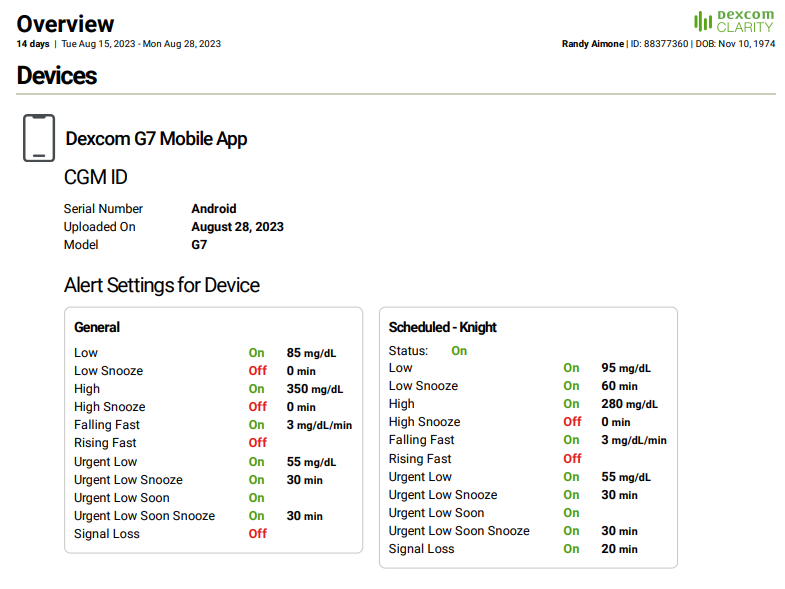 Overview
DEXCOM
CLARITY
14 days | Tue Aug 15, 2023 - Mon Aug 28, 2023
Randy Aimone | ID: 88377360 | DOB: Nov 10, 1974
Devices
Dexcom G7 Mobile App
CGM ID
Serial Number Android
Uploaded On August 28, 2023
Model G7
Alert Settings for Device
General
Low On 85 mg/dL
Low Snooze Off 0 min
High On 350 mg/dL
High Snooze Off 0 min
Falling Fast On 3 mg/dL/min
Rising Fast Off
Urgent Low On 55 mg/dL
Urgent Low Snooze On 30 min
Urgent Low Soon On
Urgent Low Soon Snooze On 30 min
Signal Loss Off
Scheduled - Knight
Status: On
Low On 95 mg/dL
Low Snooze On 60 min
High On 280 mg/dL
High Snooze Off 0 min
Falling Fast On 3 mg/dL/min
Rising Fast Off
Urgent Low On 55 mg/dL
Urgent Low Snooze On 30 min
Urgent Low Soon On
Urgent Low Soon Snooze On 30 min
Signal Loss On 20 min